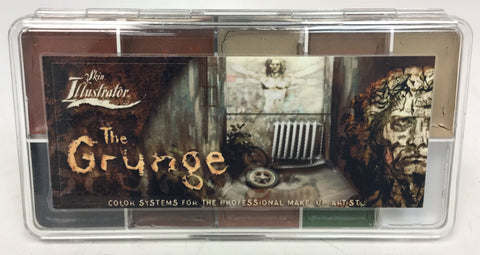 Skin
Illustrator
The
Grunge
COLOR SYSTEMS FOR THE PROFESSIONAL MAKE UP ARTIST